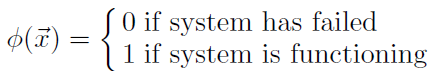 ϕ(x⃗) = { 0 if system has failed
1 if system is functioning